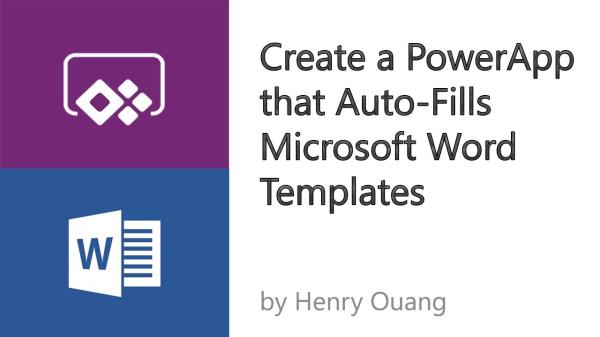 Create a PowerApp
that Auto-Fills
Microsoft Word
Templates
W
by Henry Ouang